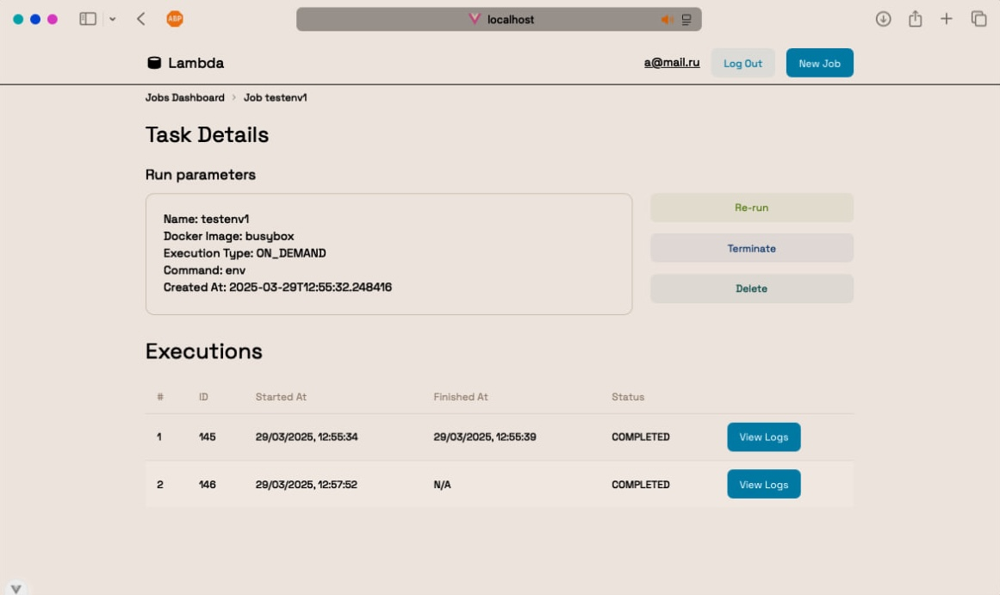 ABP
localhost
Lambda
a@mail.ru
Log Out
New Job
Jobs Dashboard > Job testenv1
Task Details
Run parameters
Name: testenv1
Docker Image: busybox
Execution Type: ON_DEMAND
Command: env
Created At: 2025-03-29T12:55:32.248416
Re-run
Terminate
Delete
Executions
# ID Started At Finished At Status
1 145 29/03/2025, 12:55:34 29/03/2025, 12:55:39 COMPLETED View Logs
2 146 29/03/2025, 12:57:52 N/A COMPLETED View Logs